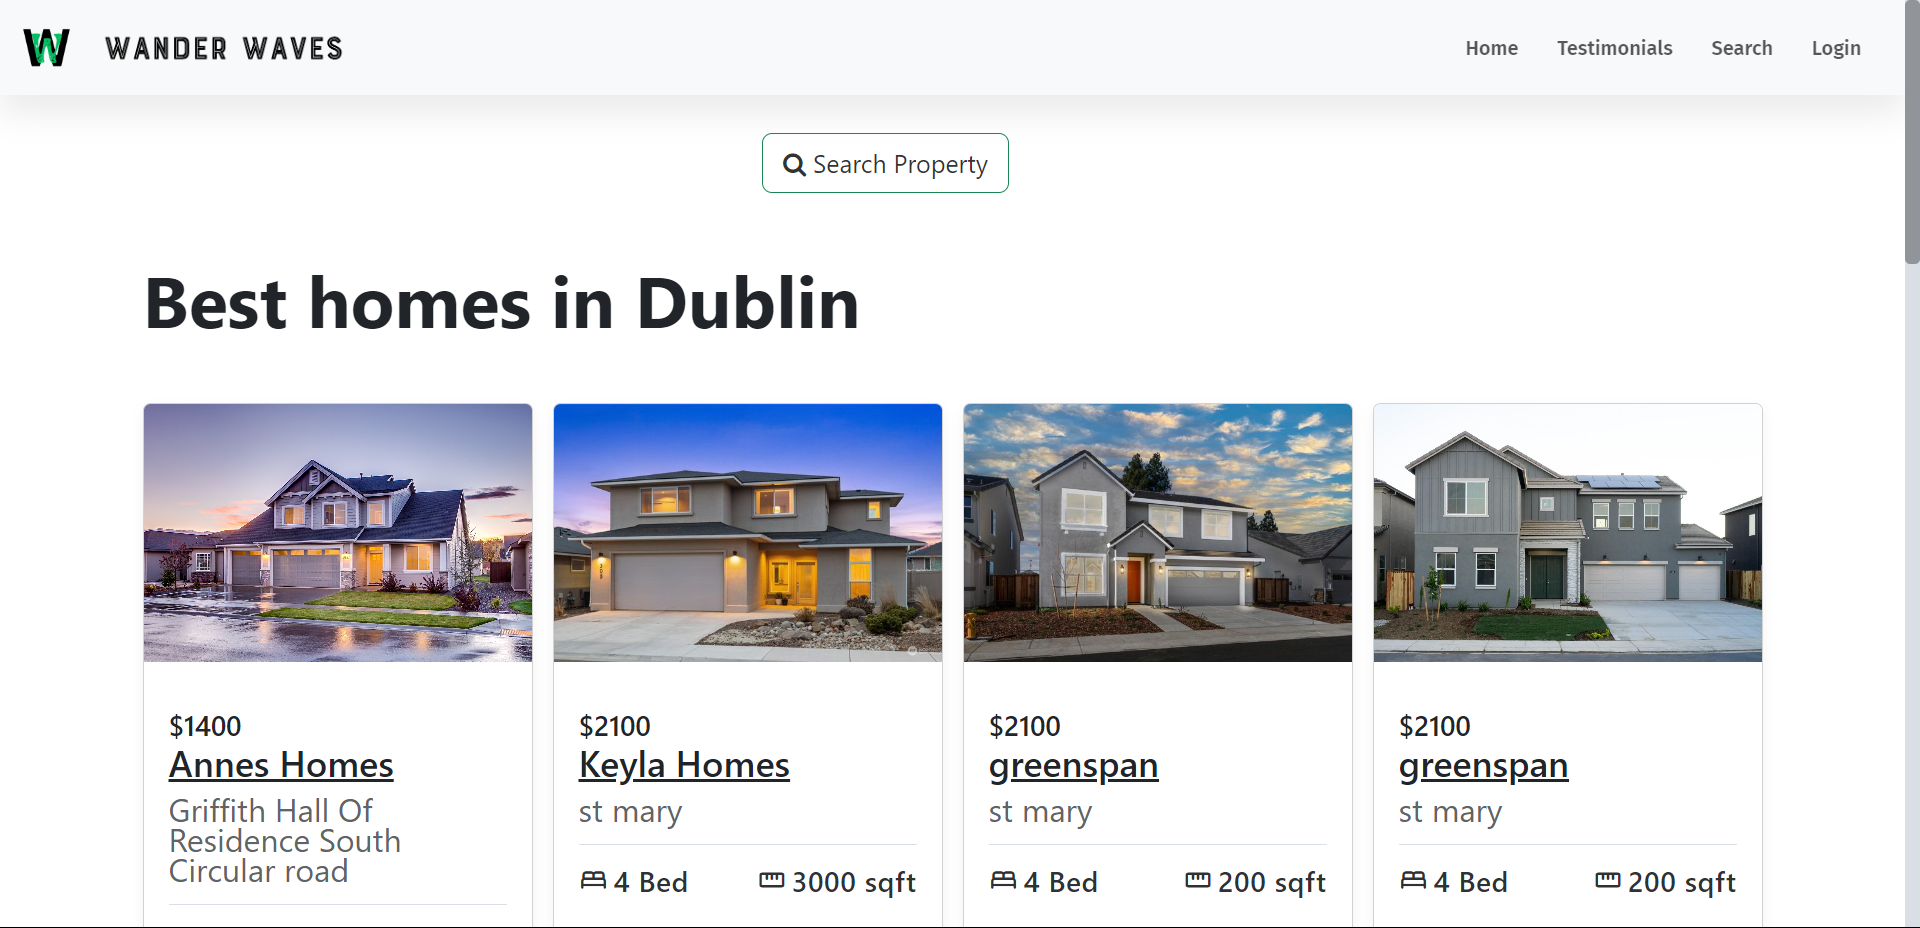 W WANDER WAVES
Home Testimonials Search Login
Search Property
Best homes in Dublin
$1400
Annes Homes
Griffith Hall Of
Residence South
Circular road
$2100
Keyla Homes
st mary
4 Bed 3000 sqft
$2100
greenspan
st mary
4 Bed 200 sqft
$2100
greenspan
st mary
4 Bed 200 sqft